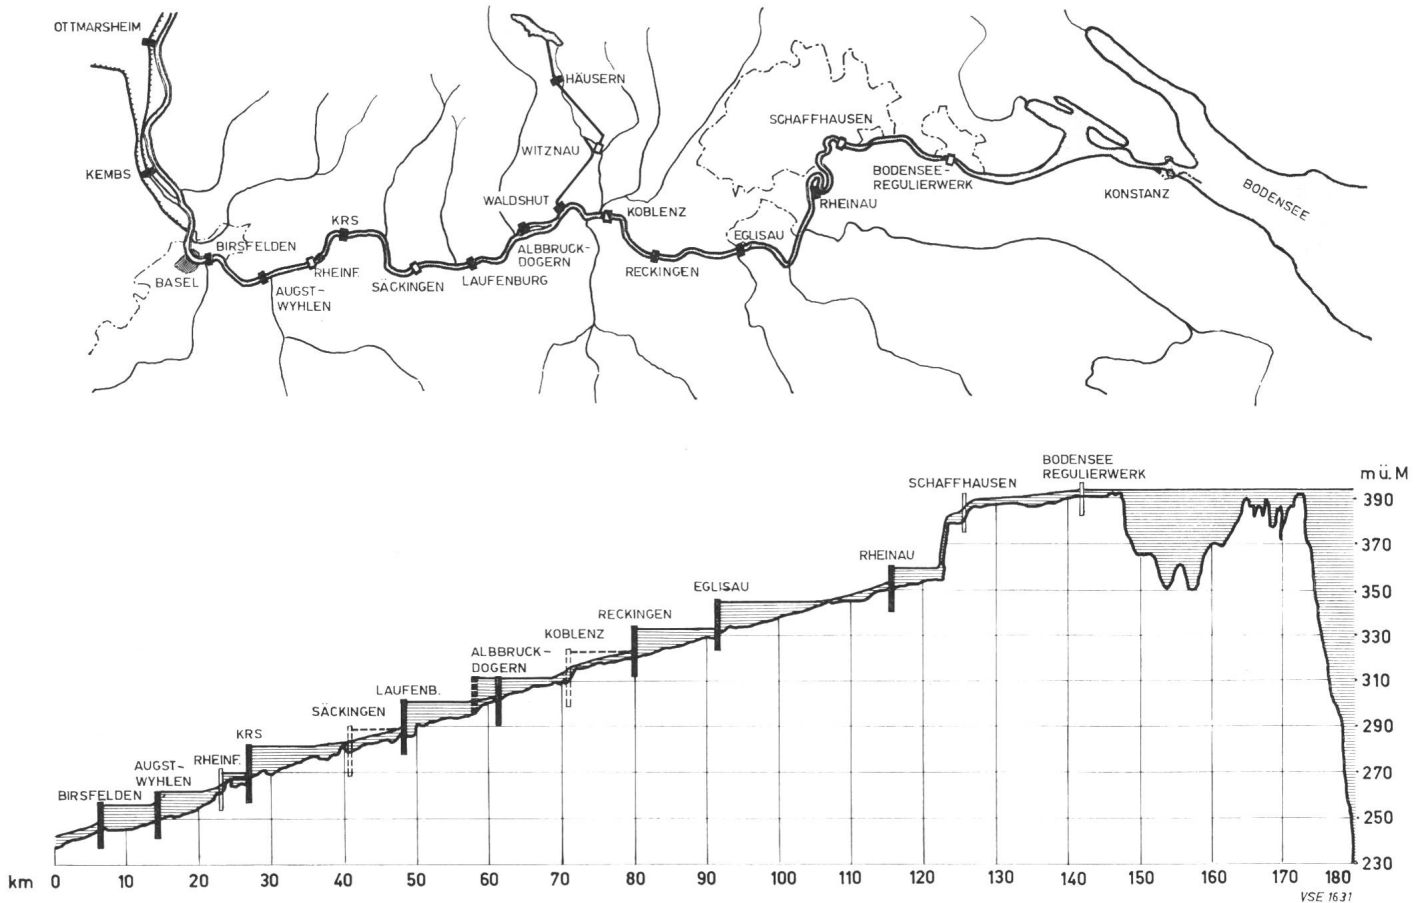 OTTMARSHEIM
HÄUSERN
SCHAFFHAUSEN
WITZNAU
KEMBS
BODENSEE-
REGULIERWERK
KONSTANZ
BODENSEE
WALDSHUT
RHEINAU
KOBLENZ
KRS
EGLISAU
BIRSFELDEN
ALBBRUCK-
DOGERN
RHEINF.
RECKINGEN
BASEL
AUGST-
WYHLEN
SÄCKINGEN
LAUFENBURG
BODENSEE
REGULIERWERK
m ü. M
SCHAFFHAUSEN
390
370
RHEINAU
350
EGLISAU
RECKINGEN
330
KOBLENZ
ALBBRUCK-
DOGERN
310
LAUFENB.
SÄCKINGEN
290
KRS
RHEINF.
AUGST-
WYHLEN
270
BIRSFELDEN
250
230
km 0 10 20 30 40 50 60 70 80 90 100 110 120 130 140 150 160 170 180
VSE 1631